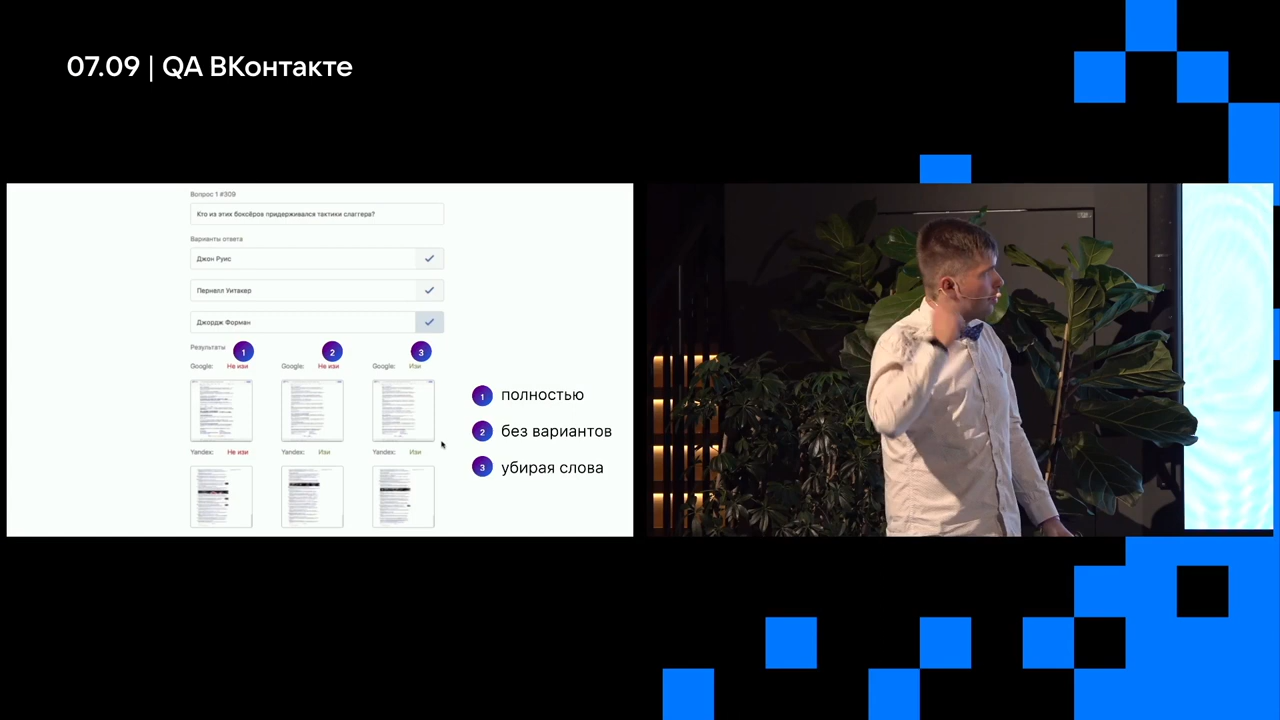 07.09 | QA ВКонтакте
Вопрос 1 #309
Кто из этих боксёров придерживался тактики слаггера?
Варианты ответа
Джон Руис
Пернелл Уитакер
Джордж Форман
Результаты
1 2 3
Google: Не изи Google: Не изи Google: Изи
Yandex: Не изи Yandex: Изи Yandex: Изи
1 полностью
2 без вариантов
3 убирая слова